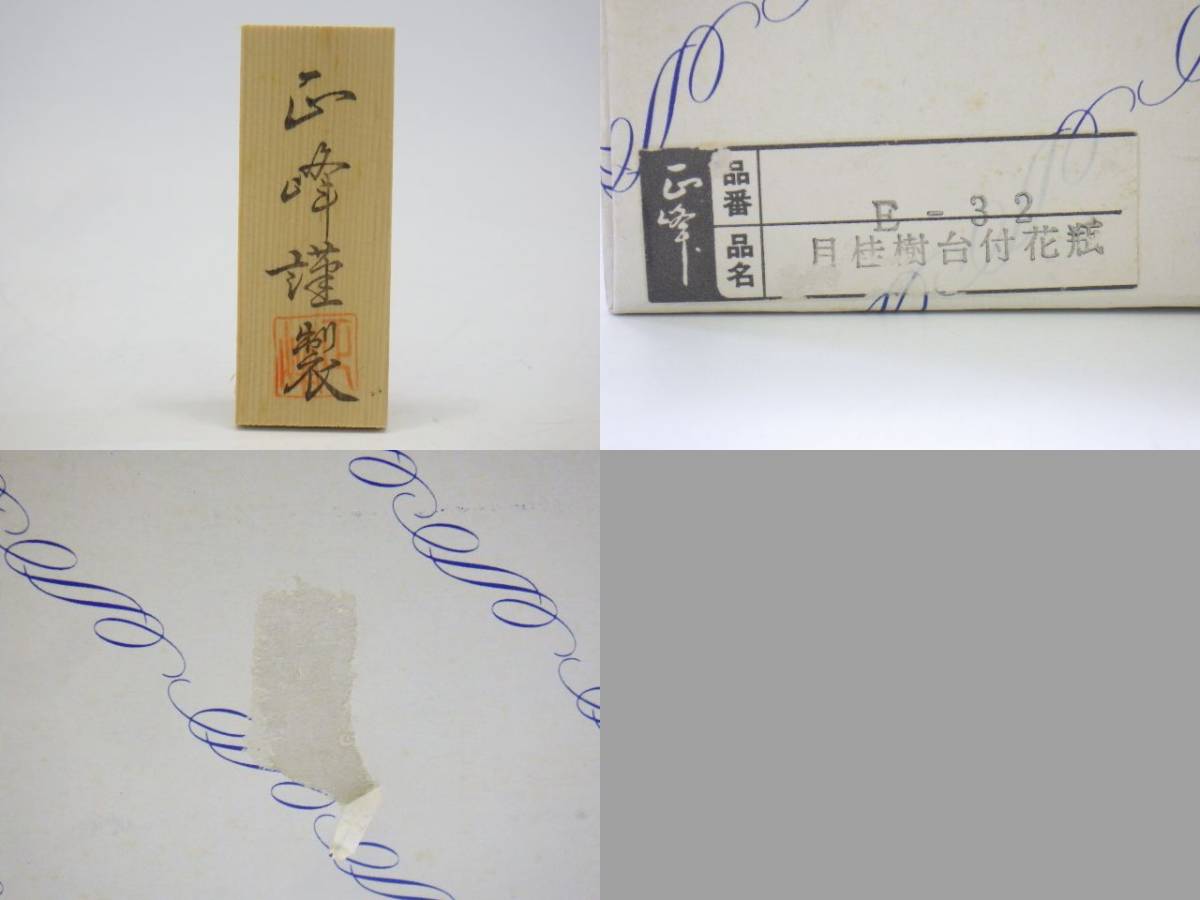 正峰謹製
正峰
品番
E-32
品名
月桂樹台付花瓶